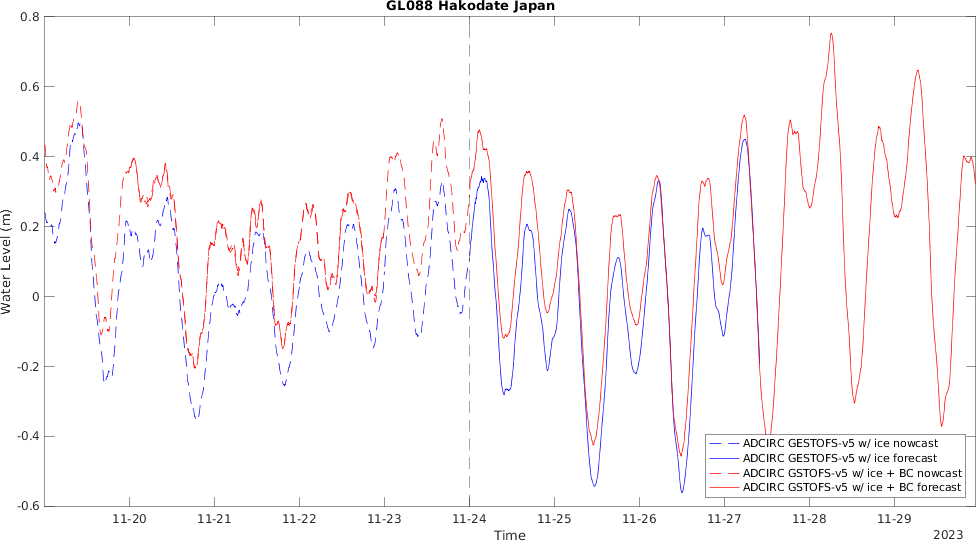 GL088 Hakodate Japan
0.8
0.6
0.4
0.2
0
-0.2
-0.4
-0.6
Water Level (m)
ADCIRC GESTOFS-v5 w/ ice nowcast
ADCIRC GESTOFS-v5 w/ ice forecast
ADCIRC GSTOFS-v5 w/ ice + BC nowcast
ADCIRC GSTOFS-v5 w/ ice + BC forecast
11-20 11-21 11-22 11-23 11-24 11-25 11-26 11-27 11-28 11-29
Time
2023